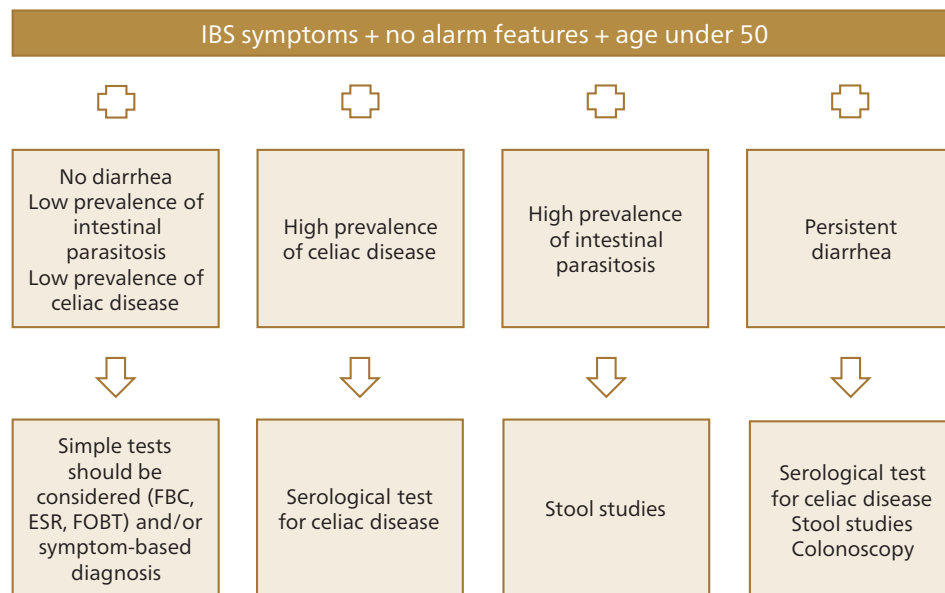 IBS symptoms + no alarm features + age under 50
No diarrhea
Low prevalence of
intestinal
parasitosis
Low prevalence of
celiac disease
High prevalence
of celiac disease
High prevalence
of intestinal
parasitosis
Persistent
diarrhea
Simple tests
should be
considered (FBC,
ESR, FOBT) and/or
symptom-based
diagnosis
Serological test
for celiac disease
Stool studies
Serological test
for celiac disease
Stool studies
Colonoscopy